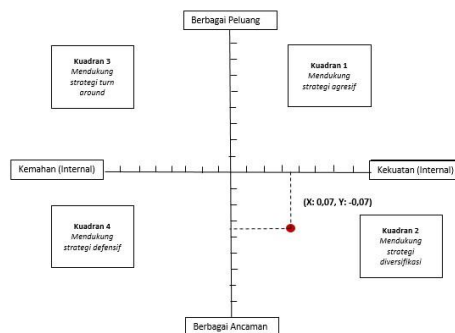 Berbagai Peluang
Kuadran 3
Mendukung
strategi turn
around
Kuadran 1
Mendukung
strategi agresif
Kemahan (Internal)
Kekuatan (Internal)
(X: 0,07, Y: -0,07)
Kuadran 4
Mendukung
strategi defensif
Kuadran 2
Mendukung
strategi
diversifikasi
Berbagai Ancaman